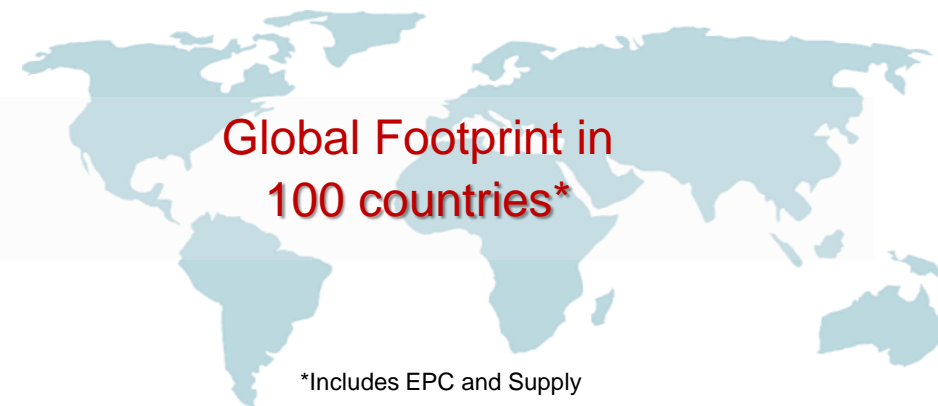 Global Footprint in
100 countries*
*Includes EPC and Supply